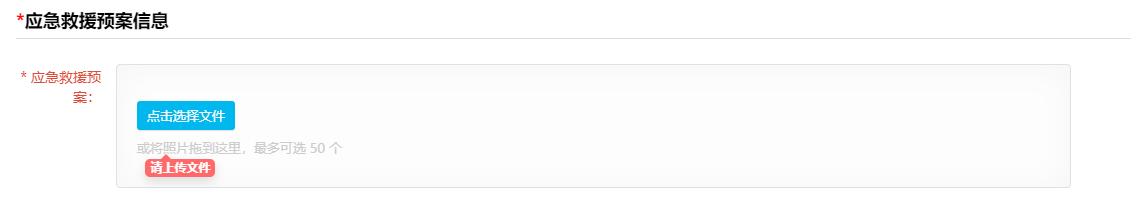 *应急救援预案信息
* 应急救援预
案：
点击选择文件
或将照片拖到这里，最多可选 50 个
请上传文件